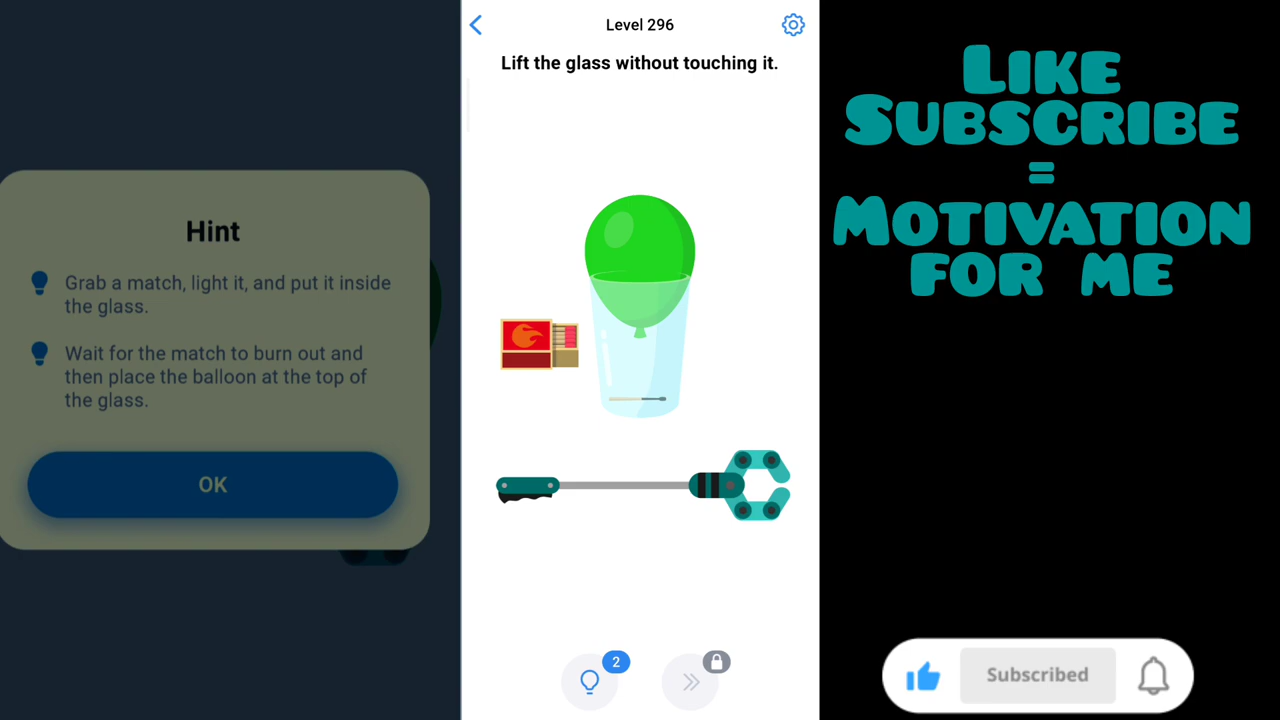 Hint
Grab a match, light it, and put it inside
the glass.
Wait for the match to burn out and
then place the balloon at the top of
the glass.
OK
Level 296
Lift the glass without touching it.
2
LIKE
SUBSCRIBE
=
MOTIVATION
FOR ME
Subscribed